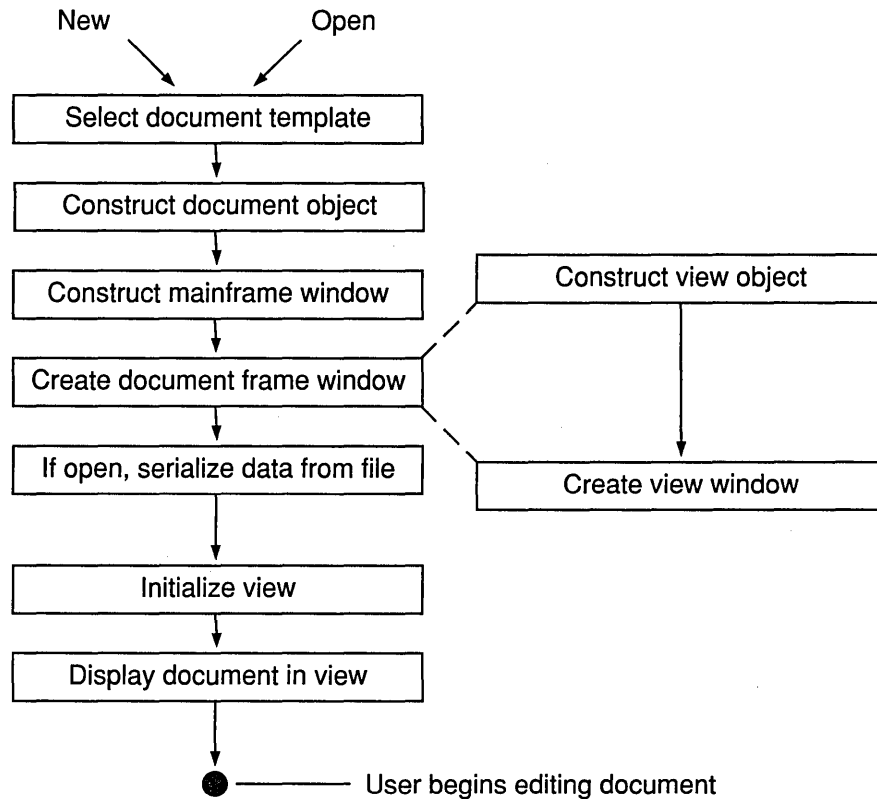 New
Open
Select document template
Construct document object
Construct mainframe window
Construct view object
Create document frame window
If open, serialize data from file
Create view window
Initialize view
Display document in view
User begins editing document